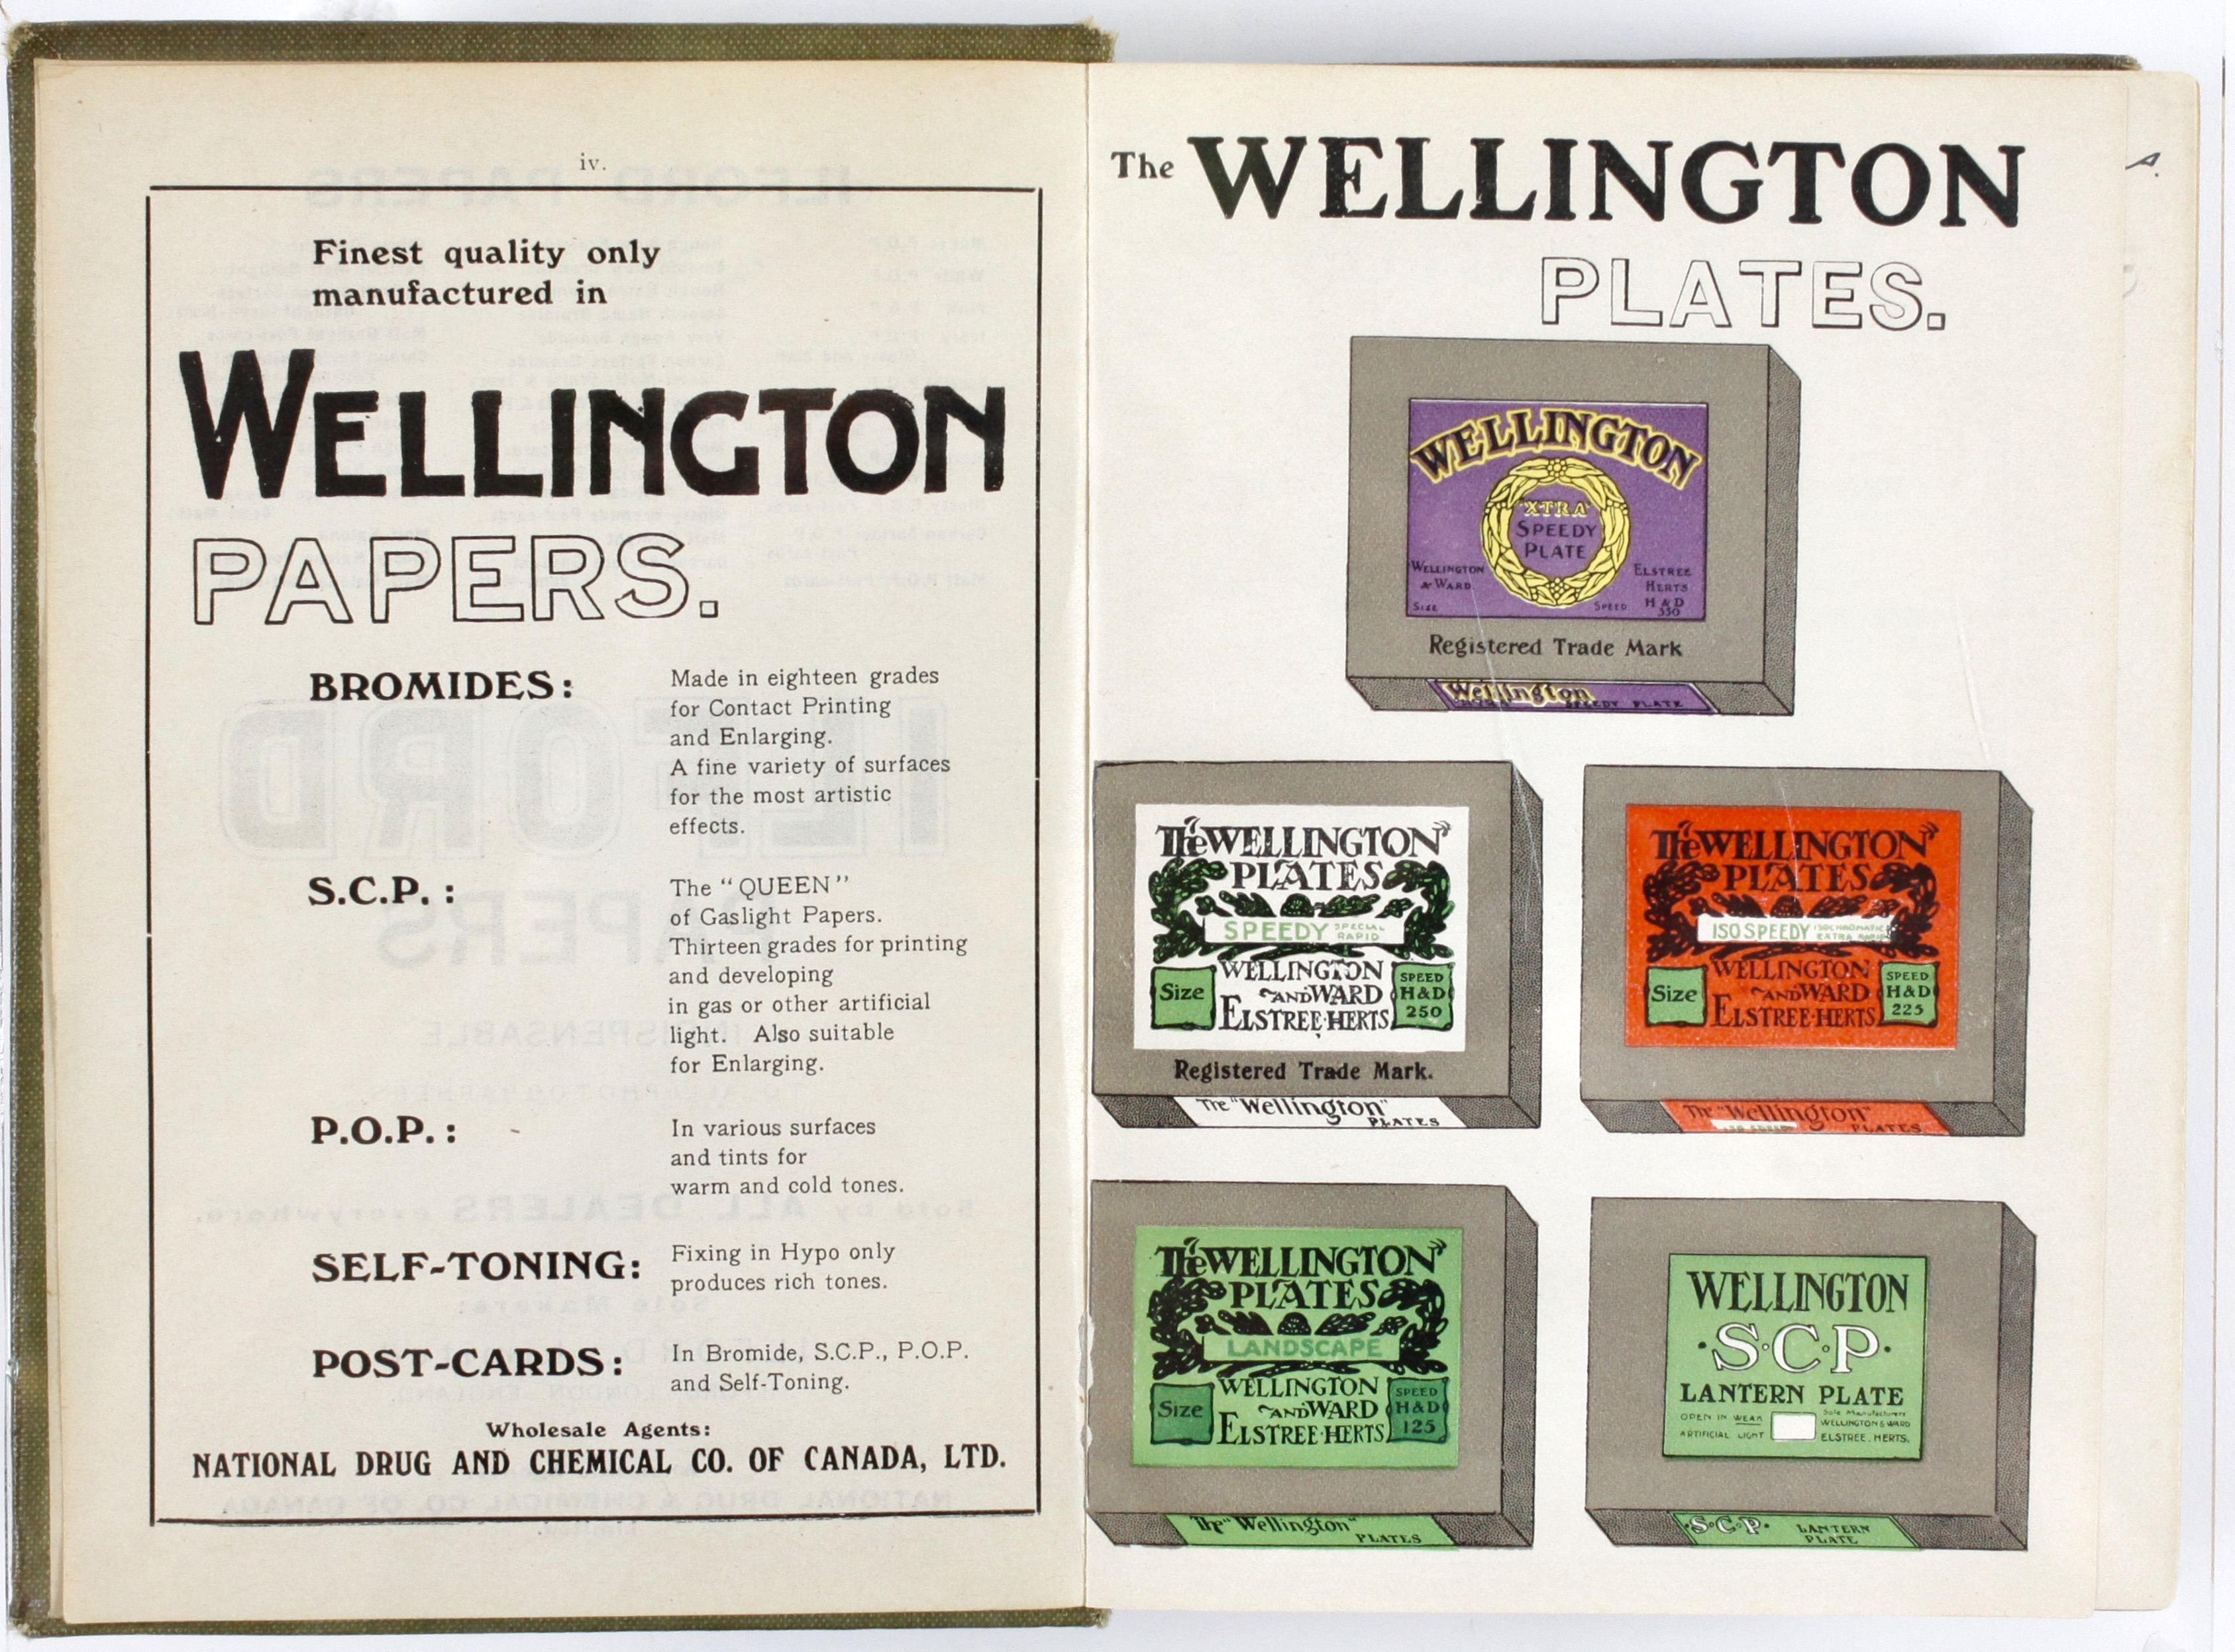 iv.
Finest quality only
manufactured in
WELLINGTON
PAPERS.
BROMIDES:
Made in eighteen grades
for Contact Printing
and Enlarging.
A fine variety of surfaces
for the most artistic
effects.
S.C.P. :
The "QUEEN"
of Gaslight Papers.
Thirteen grades for printing
and developing
in gas or other artificial
light. Also suitable
for Enlarging.
P.O.P. :
In various surfaces
and tints for
warm and cold tones.
SELF-TONING:
Fixing in Hypo only
produces rich tones.
POST-CARDS:
In Bromide, S.C.P., P.O.P.
and Self-Toning.
Wholesale Agents:
NATIONAL DRUG AND CHEMICAL CO. OF CANADA, LTD.
The WELLINGTON
PLATES.
WELLINGTON
"XTRA"
SPEEDY
PLATE
WELLINGTON
& WARD
SIZE
ELSTREE
HERTS
SPEED H & D
350
Registered Trade Mark
Wellington
SPEEDY PLATE
The "WELLINGTON"
PLATES
SPEEDY SPECIAL
RAPID
Size
WELLINGTON
AND WARD
ELSTREE·HERTS
SPEED
H&D
250
Registered Trade Mark.
The "Wellington"
PLATES
The "WELLINGTON"
PLATES
ISO SPEEDY ISOCHROMATIC
EXTRA RAPID
Size
WELLINGTON
AND WARD
ELSTREE·HERTS
SPEED
H&D
225
The "Wellington"
PLATES
The "WELLINGTON"
PLATES
LANDSCAPE
Size
WELLINGTON
AND WARD
ELSTREE·HERTS
SPEED
H&D
125
The "Wellington"
PLATES
WELLINGTON
·S·C·P·
LANTERN PLATE
OPEN IN WEAK
ARTIFICIAL LIGHT
Sole Manufacturers
WELLINGTON & WARD
ELSTREE. HERTS.
·S·C·P·
LANTERN
PLATE